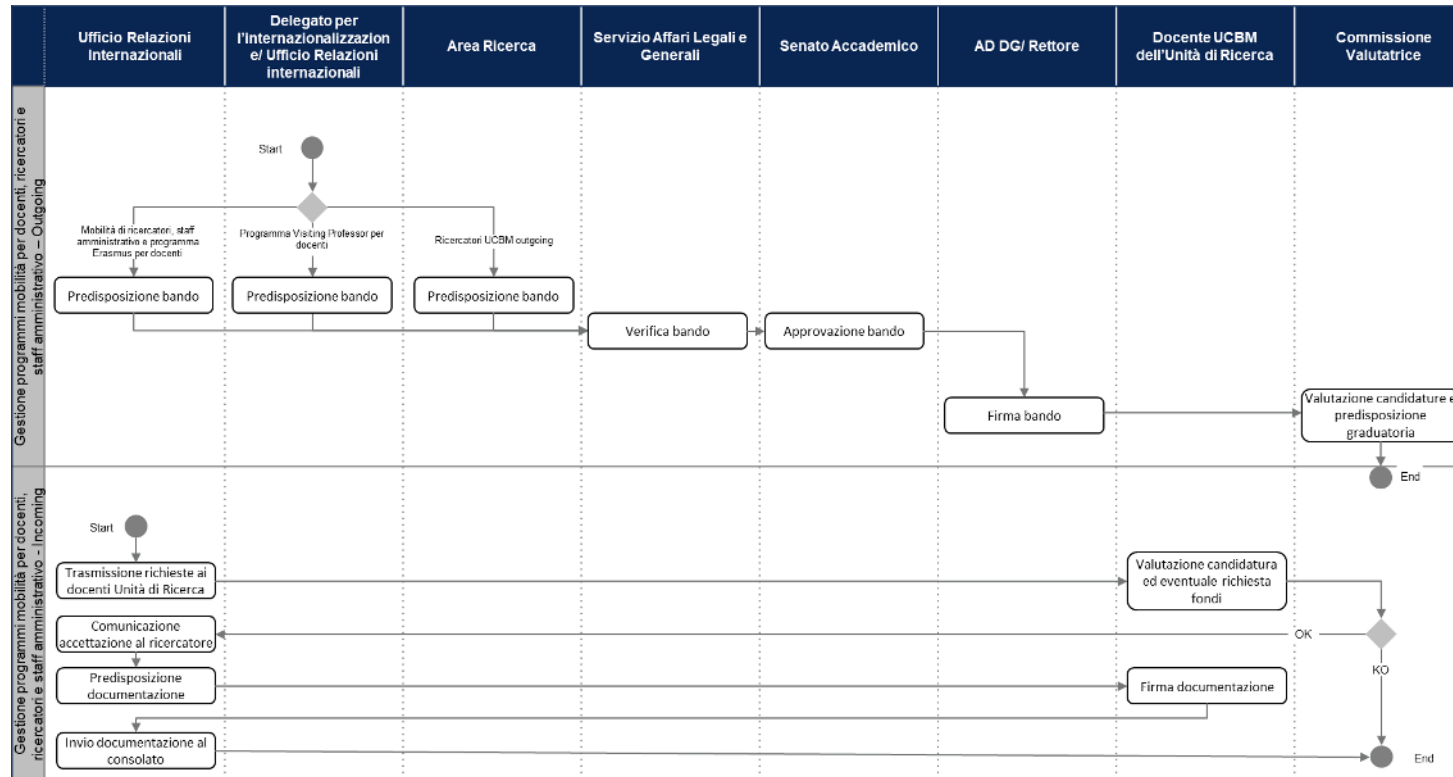 Ufficio Relazioni
Internazionali
Delegato per
l'Internazionalizzazion
e/ Ufficio Relazioni
internazionali
Area Ricerca
Servizio Affari Legali e
Generali
Senato Accademico
AD DG/ Rettore
Docente UCBM
dell'Unità di Ricerca
Commissione
Valutatrice
Gestione programmi mobilità per docenti, ricercatori e
staff amministrativo – Outgoing
Start
Mobilità di ricercatori, staff
amministrativo e programma
Erasmus per docenti
Programma Visiting Professor per
docenti
Ricercatori UCBM outgoing
Predisposizione bando
Predisposizione bando
Predisposizione bando
Verifica bando
Approvazione bando
Firma bando
Valutazione candidature e
predisposizione
graduatoria
End
Gestione programmi mobilità per docenti,
ricercatori e staff amministrativo - Incoming
Start
Trasmissione richieste ai
docenti Unità di Ricerca
Valutazione candidatura
ed eventuale richiesta
fondi
Comunicazione
accettazione al ricercatore
OK
KO
Predisposizione
documentazione
Firma documentazione
Invio documentazione al
consolato
End